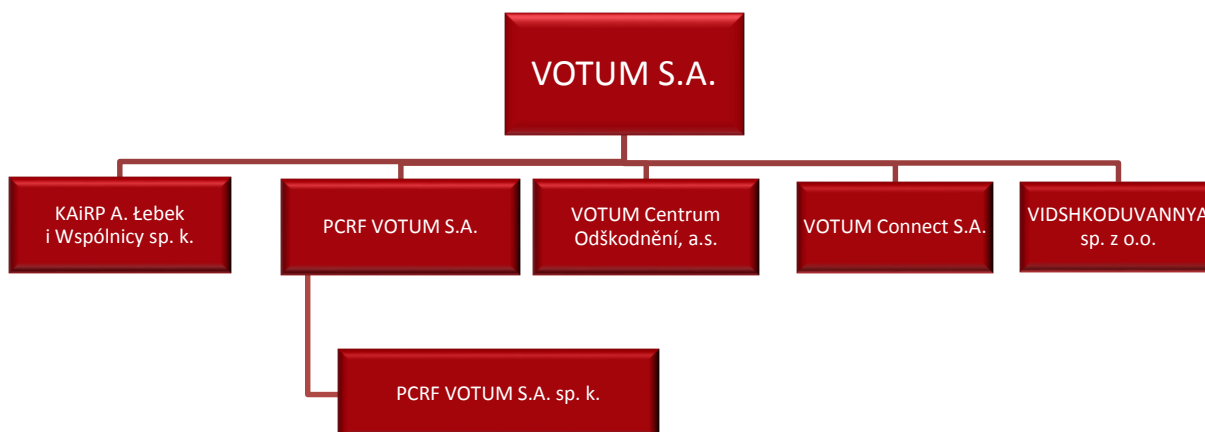 VOTUM S.A.
KAiRP A. Łebek
i Wspólnicy sp. k.
PCRF VOTUM S.A.
VOTUM Centrum
Odškodnění, a.s.
VOTUM Connect S.A.
VIDSHKODUVANNYA
sp. z o.o.
PCRF VOTUM S.A. sp. k.